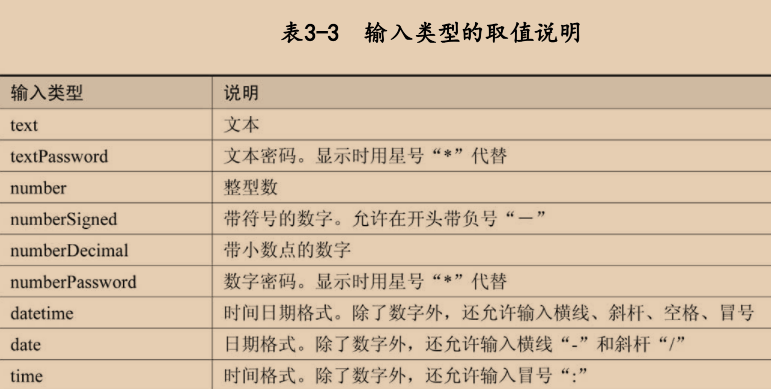 表3-3 输入类型的取值说明
输入类型 说明
text 文本
textPassword 文本密码。显示时用星号“*”代替
number 整型数
numberSigned 带符号的数字。允许在开头带负号“－”
numberDecimal 带小数点的数字
numberPassword 数字密码。显示时用星号“*”代替
datetime 时间日期格式。除了数字外，还允许输入横线、斜杆、空格、冒号
date 日期格式。除了数字外，还允许输入横线“-”和斜杆“/”
time 时间格式。除了数字外，还允许输入冒号“:”